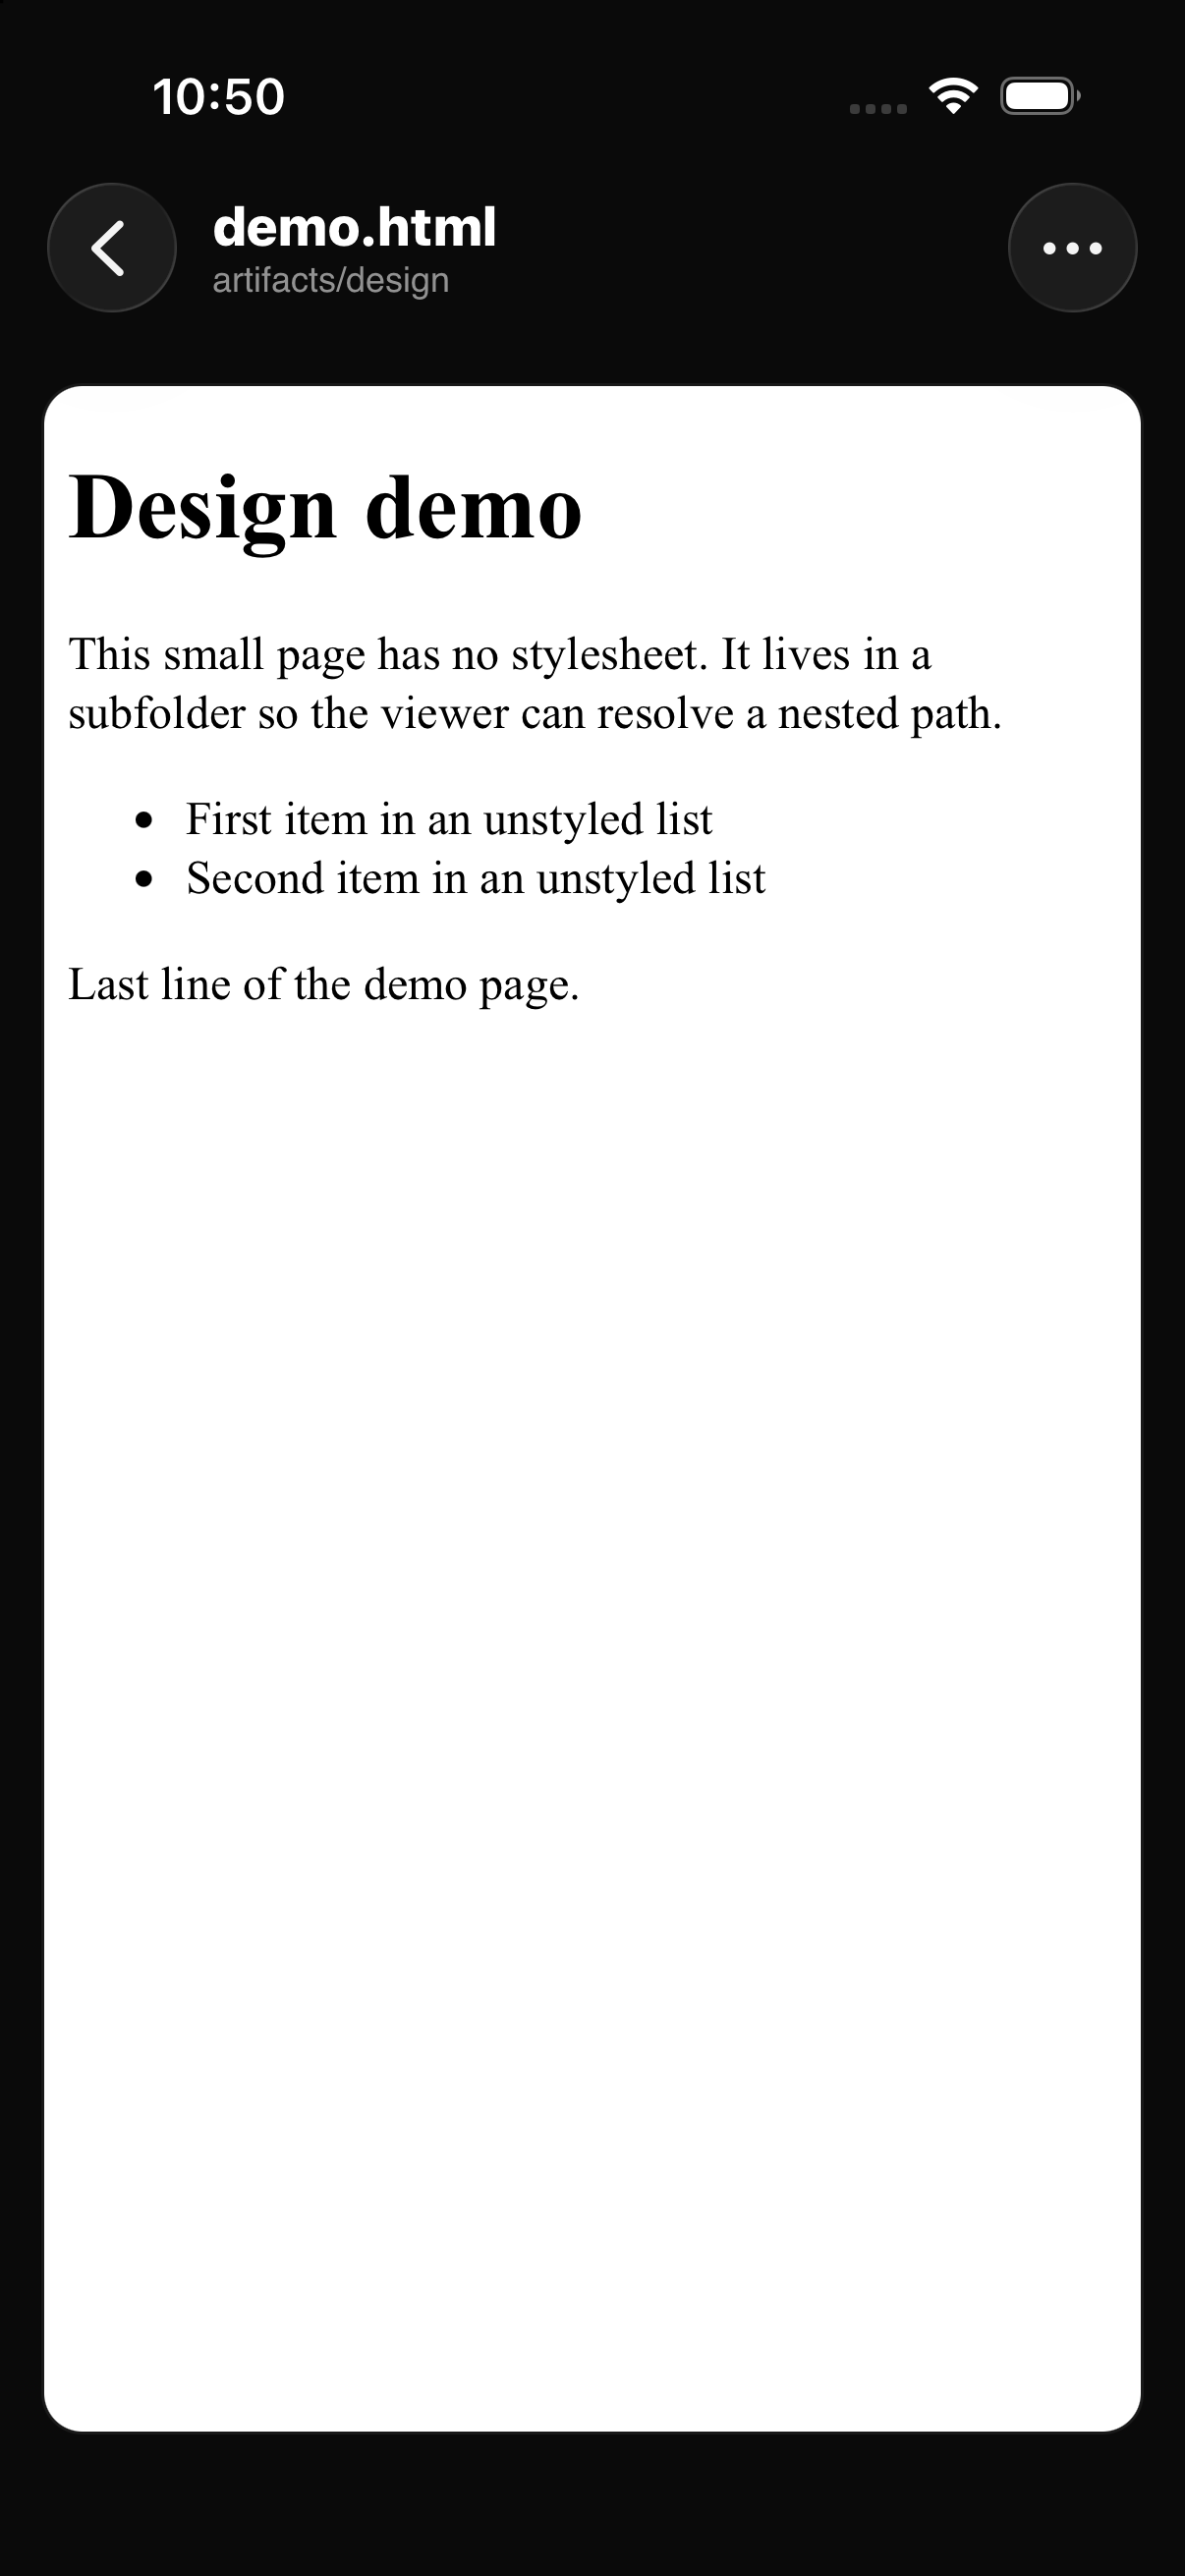 10:50
demo.html
artifacts/design
Design demo
This small page has no stylesheet. It lives in a
subfolder so the viewer can resolve a nested path.
First item in an unstyled list
Second item in an unstyled list
Last line of the demo page.